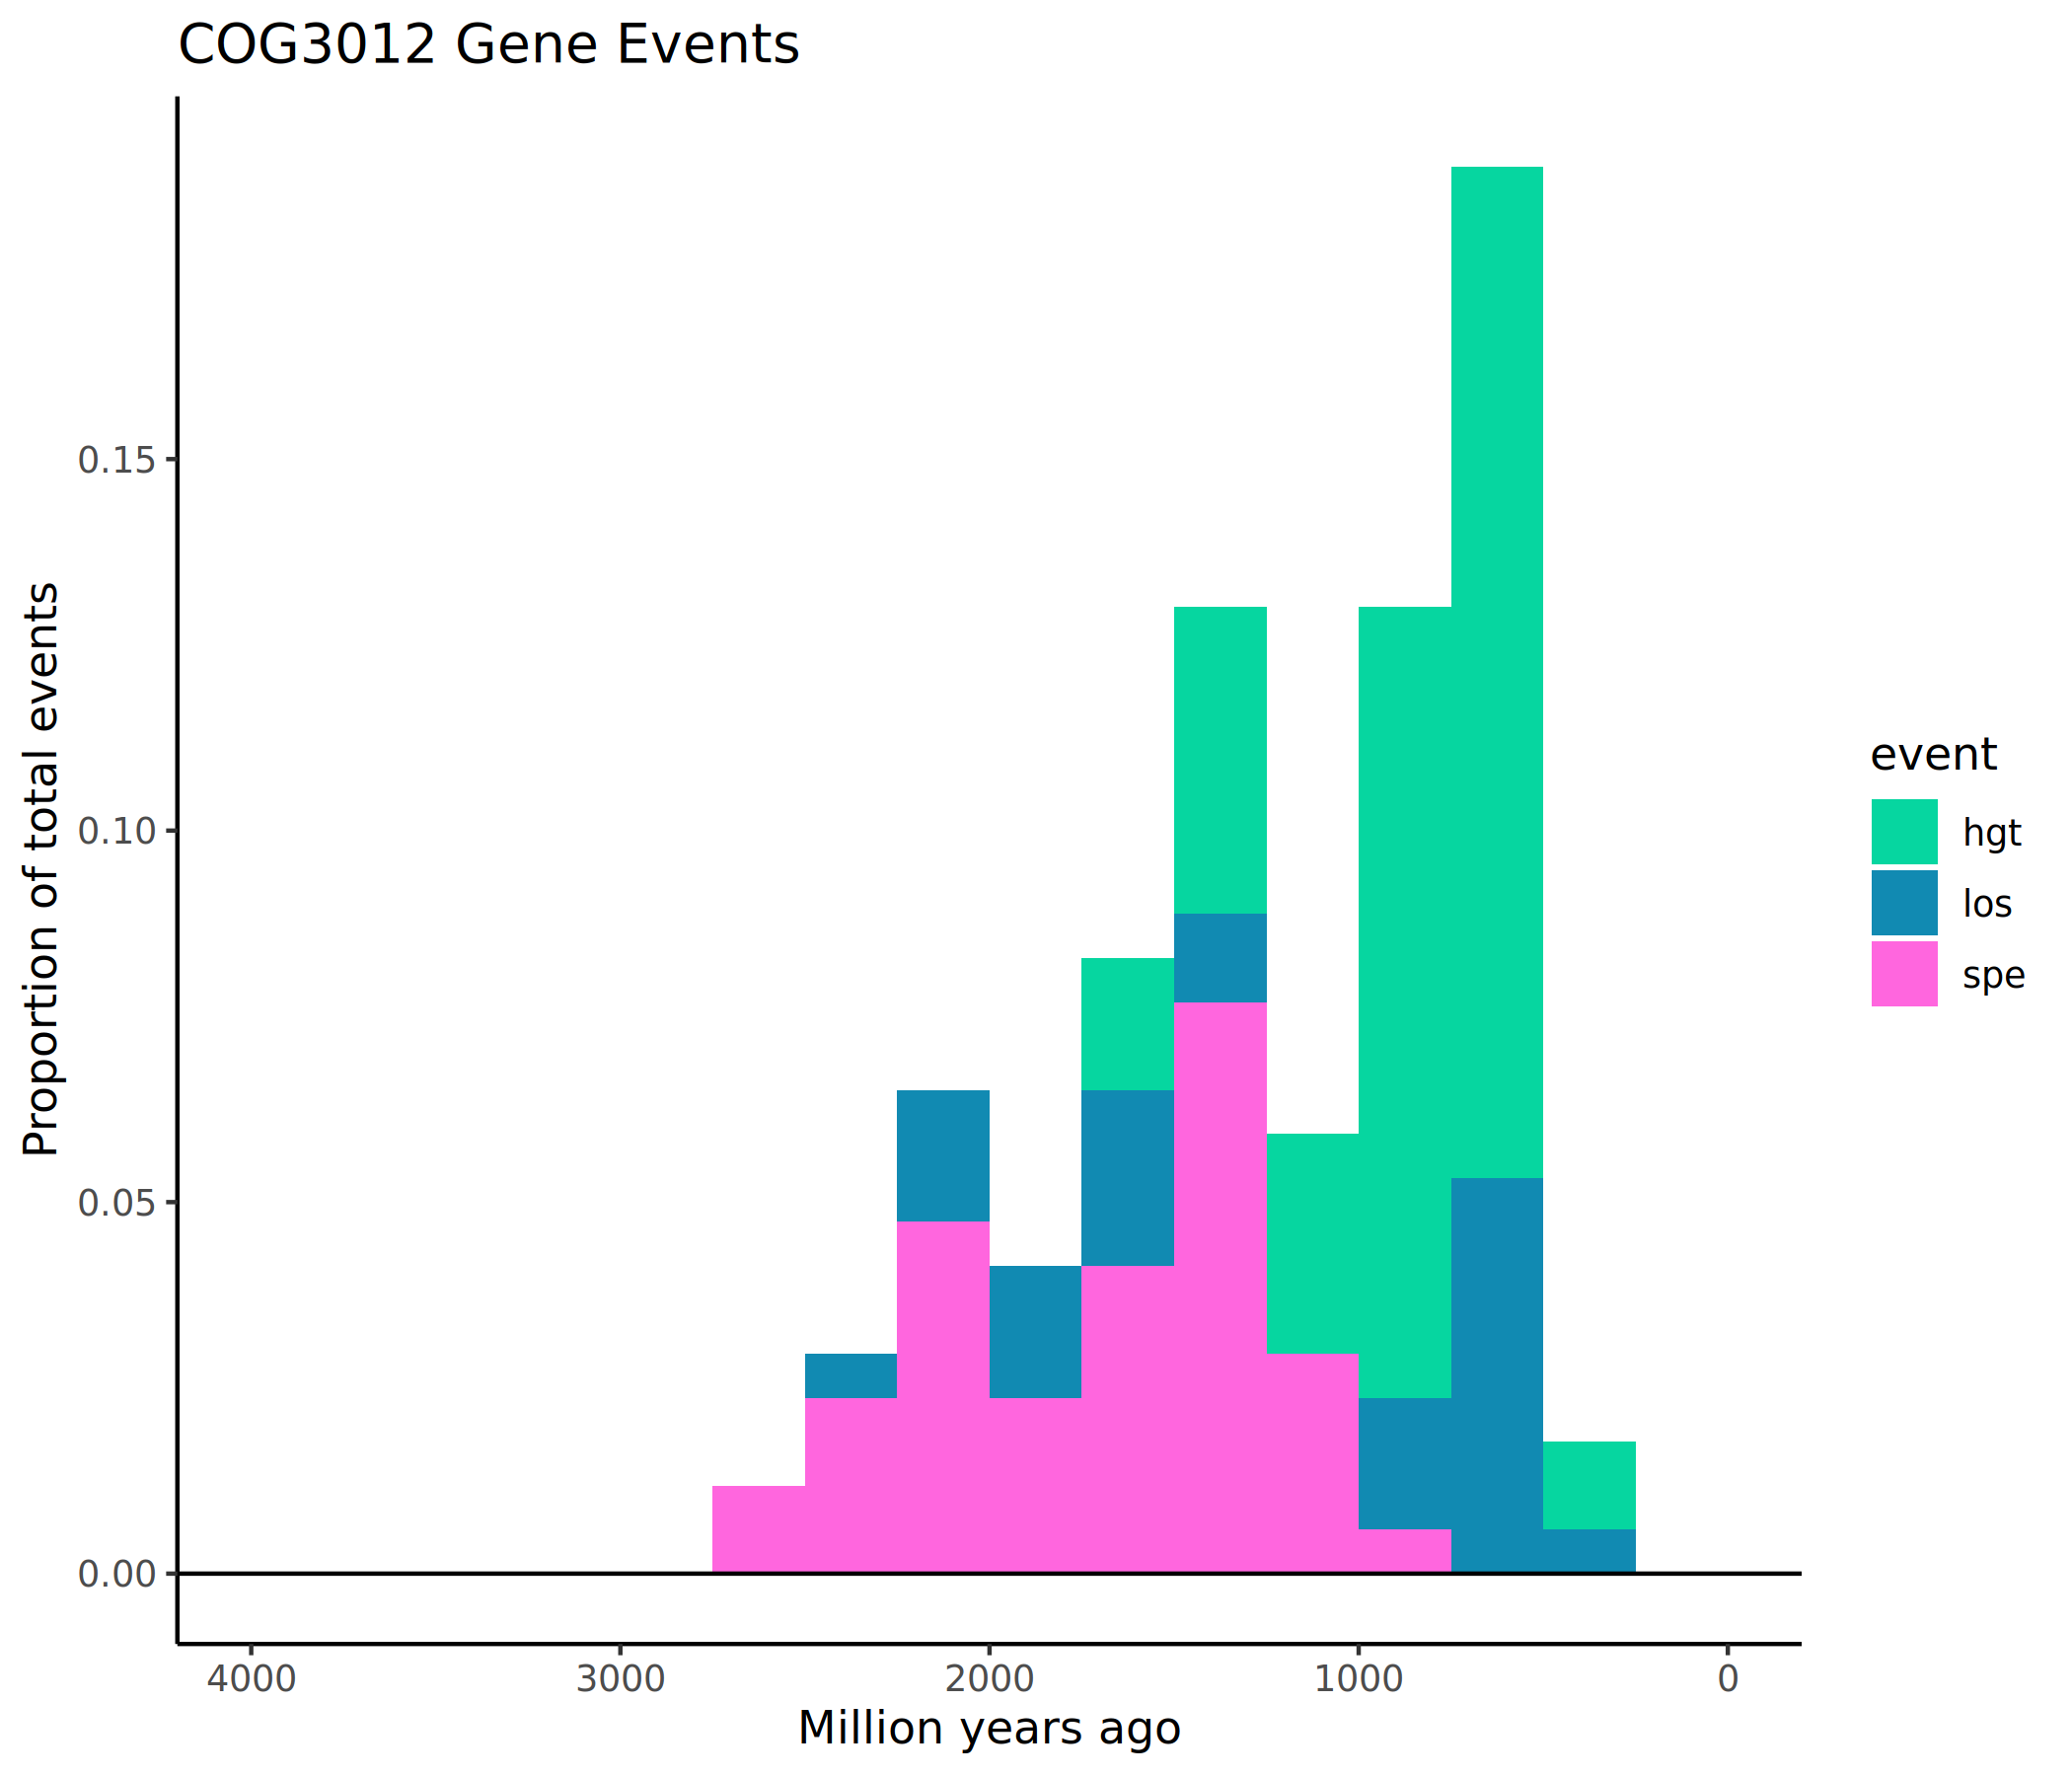 COG3012 Gene Events
Proportion of total events
0.15
0.10
0.05
0.00
4000 3000 2000 1000 0
Million years ago
event
hgt
los
spe